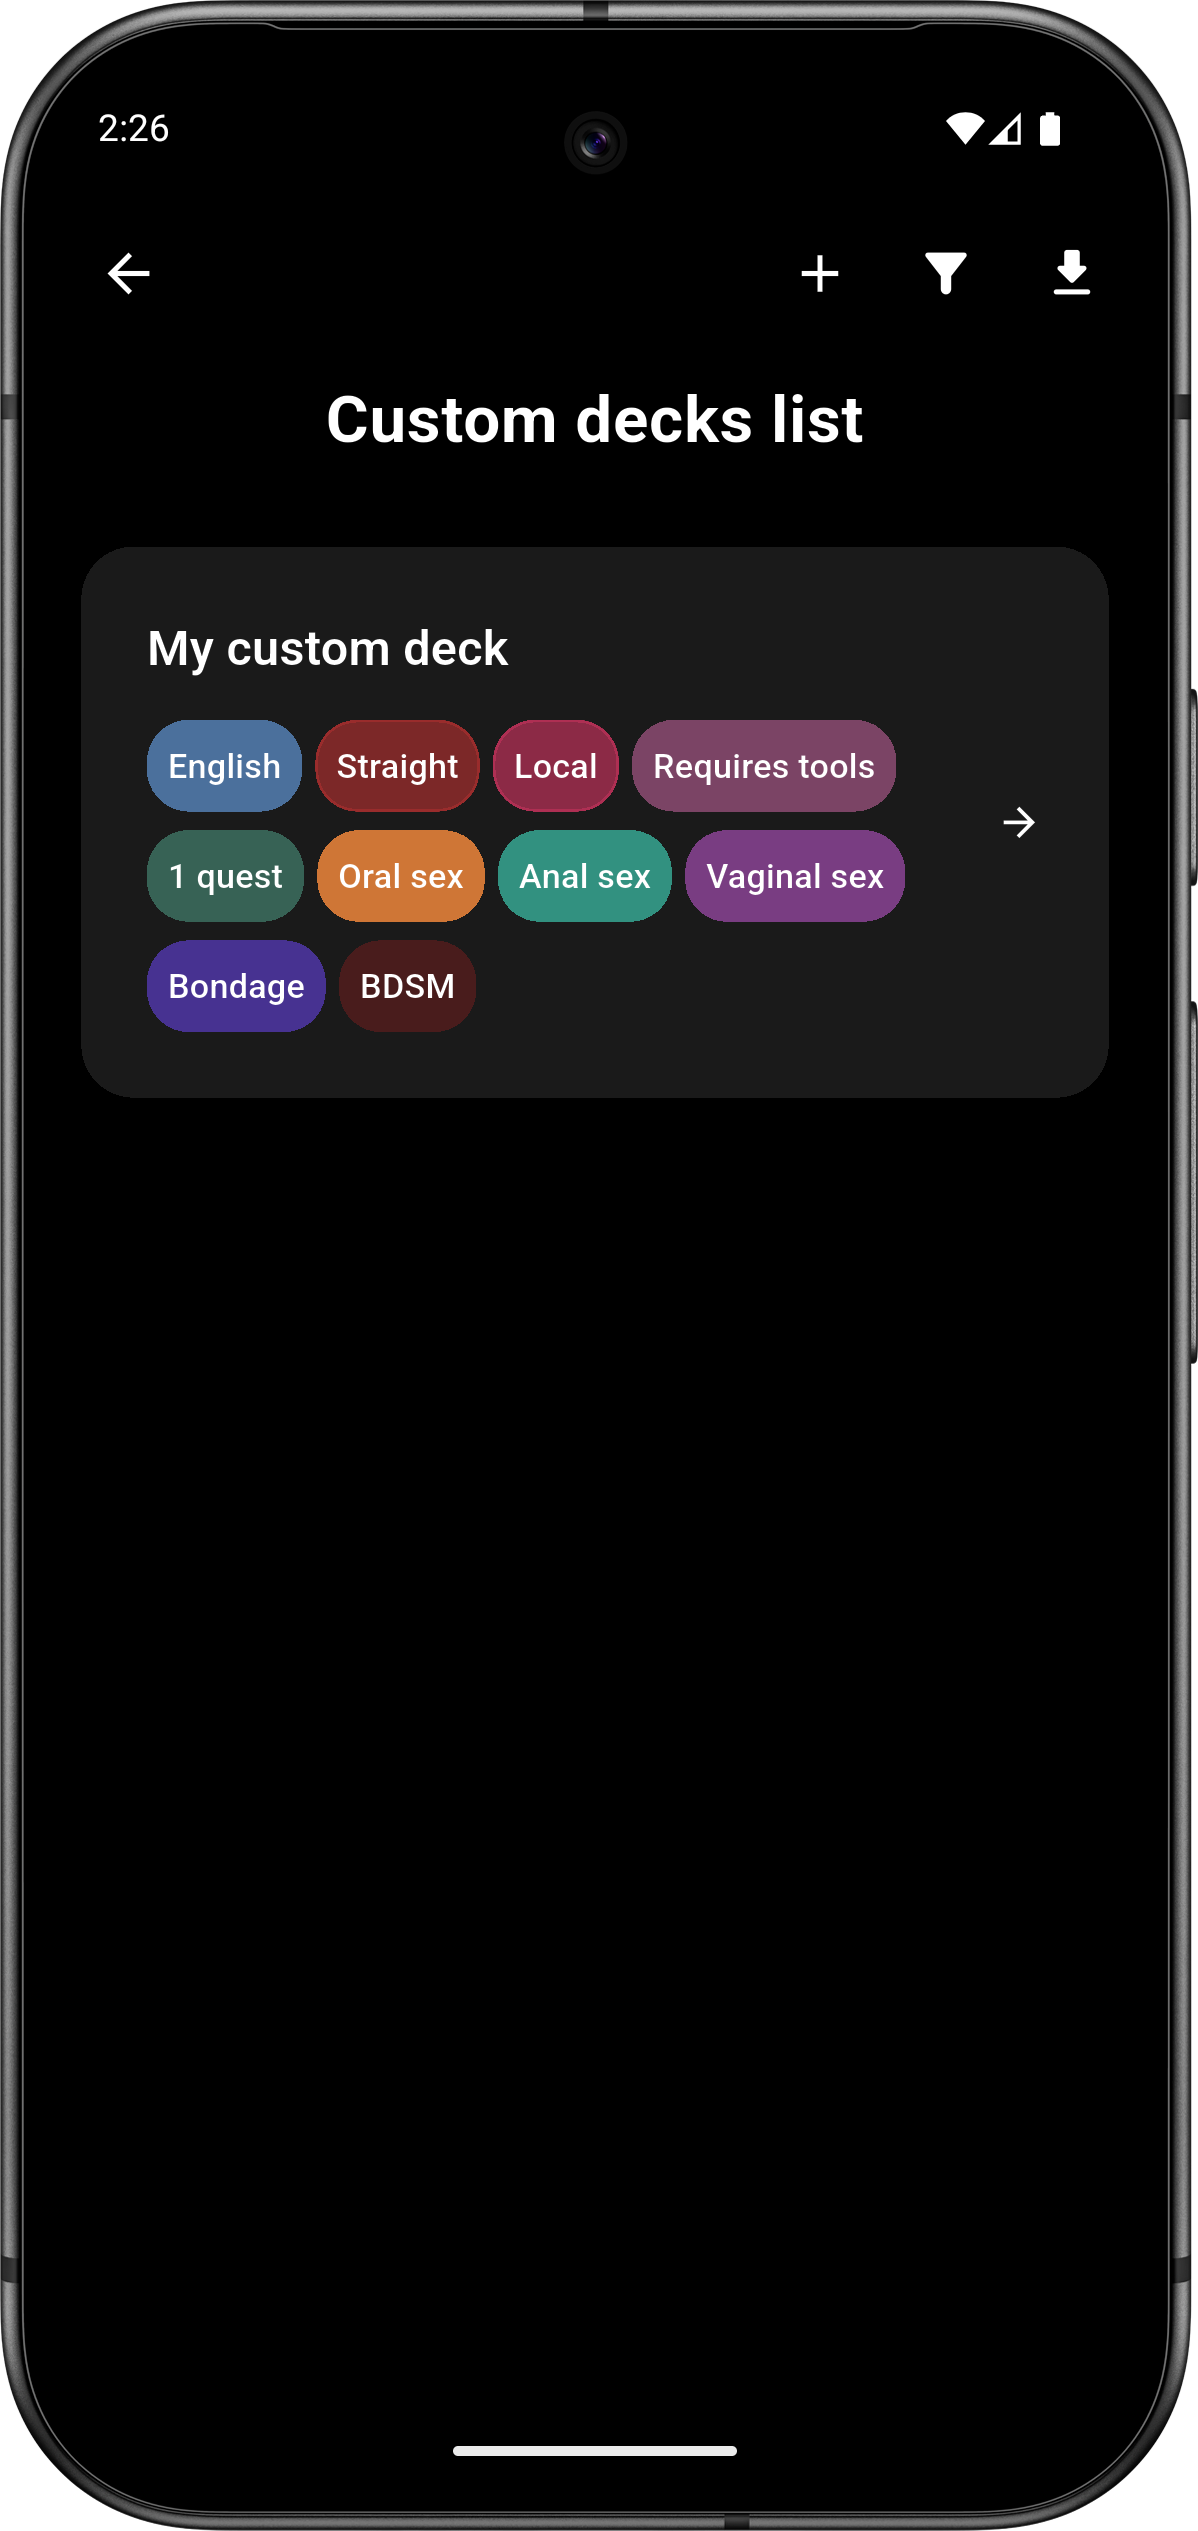 2:26
Custom decks list
My custom deck
English Straight Local Requires tools
1 quest Oral sex Anal sex Vaginal sex
Bondage BDSM